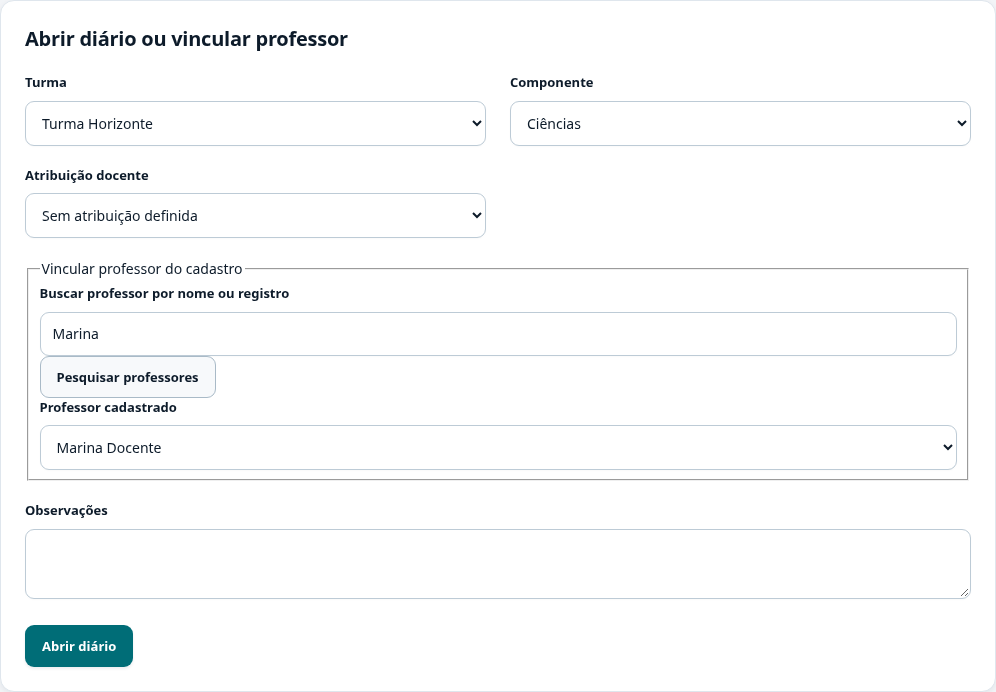 Abrir diário ou vincular professor
Turma
Componente
Turma Horizonte
Ciências
Atribuição docente
Sem atribuição definida
Vincular professor do cadastro
Buscar professor por nome ou registro
Marina
Pesquisar professores
Professor cadastrado
Marina Docente
Observações
Abrir diário